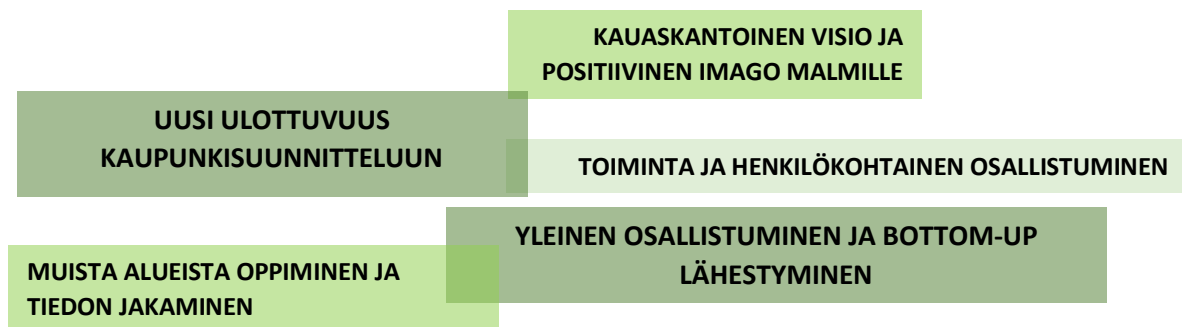 KAUASKANTOINEN VISIO JA
POSITIIVINEN IMAGO MALMILLE
UUSI ULOTTUVUUS
KAUPUNKISUUNNITTELUUN
TOIMINTA JA HENKILÖKOHTAINEN OSALLISTUMINEN
YLEINEN OSALLISTUMINEN JA BOTTOM-UP
LÄHESTYMINEN
MUISTA ALUEISTA OPPIMINEN JA
TIEDON JAKAMINEN